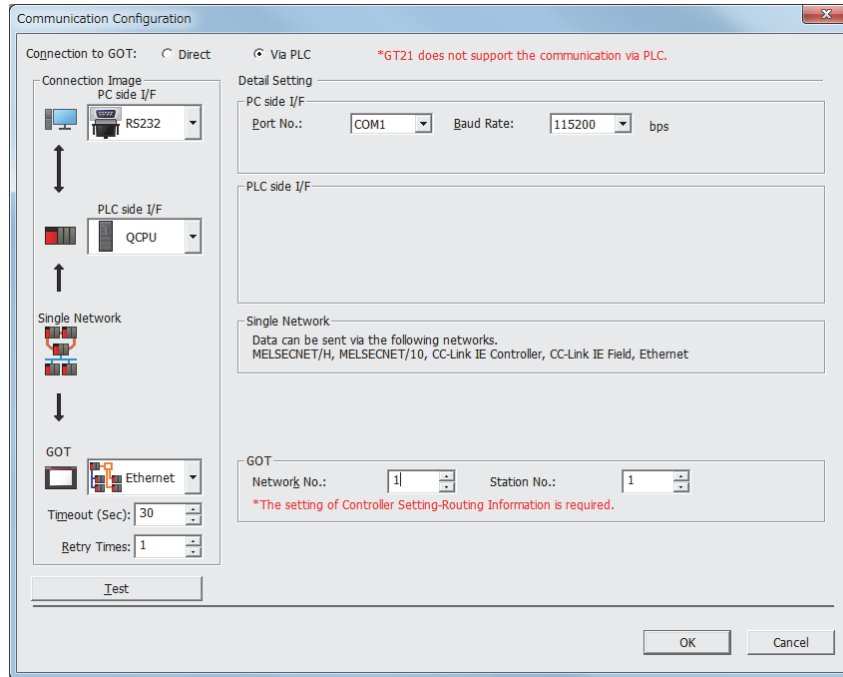 Communication Configuration
Connection to GOT: Direct Via PLC *GT21 does not support the communication via PLC.
Connection Image
PC side I/F
RS232
PLC side I/F
QCPU
Single Network
GOT
Ethernet
Timeout (Sec): 30
Retry Times: 1
Test
Detail Setting
PC side I/F
Port No.: COM1 Baud Rate: 115200 bps
PLC side I/F
Single Network
Data can be sent via the following networks.
MELSECNET/H, MELSECNET/10, CC-Link IE Controller, CC-Link IE Field, Ethernet
GOT
Network No.: 1 Station No.: 1
*The setting of Controller Setting-Routing Information is required.
OK Cancel